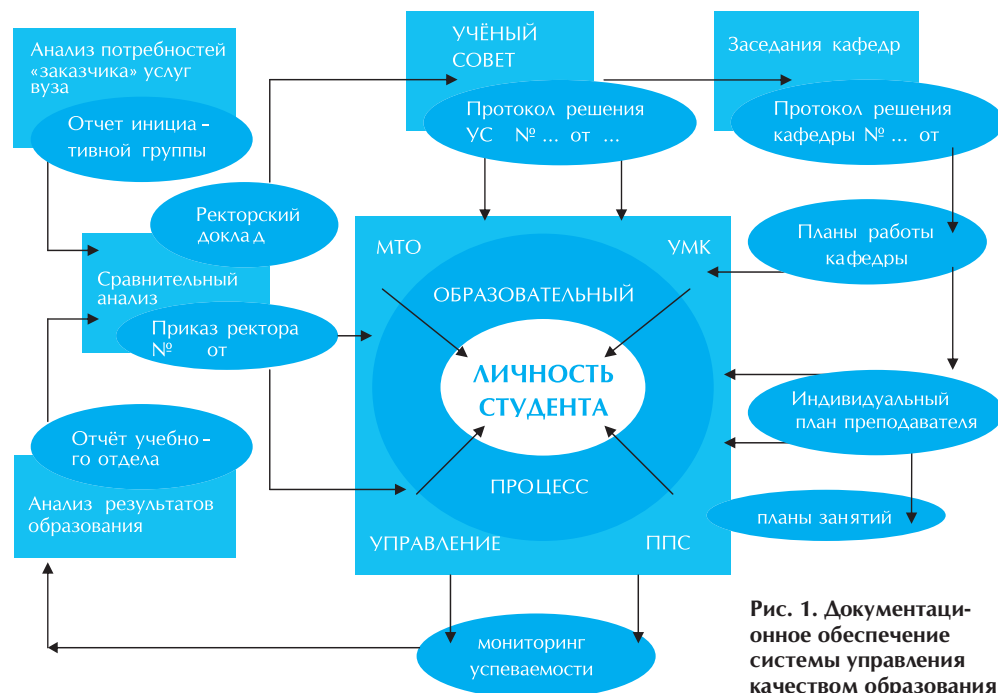 Анализ потребностей
«заказчика» услуг
вуза
Отчет инициа -
тивной группы
УЧЁНЫЙ
СОВЕТ
Протокол решения
УС № ... от ...
Заседания кафедр
Протокол решения
кафедры № ... от
Ректорский
докла д
Сравнительный
анализ
Приказ ректора
№ от
МТО
УМК
ОБРАЗОВАТЕЛЬНЫЙ
ЛИЧНОСТЬ
СТУДЕНТА
ПРОЦЕСС
УПРАВЛЕНИЕ
ППС
Планы работы
кафедры
Индивидуальный
план преподавателя
планы занятий
Отчёт учебно -
го отдела
Анализ результатов
образования
мониторинг
успеваемости
Рис. 1. Документаци-
онное обеспечение
системы управления
качеством образования